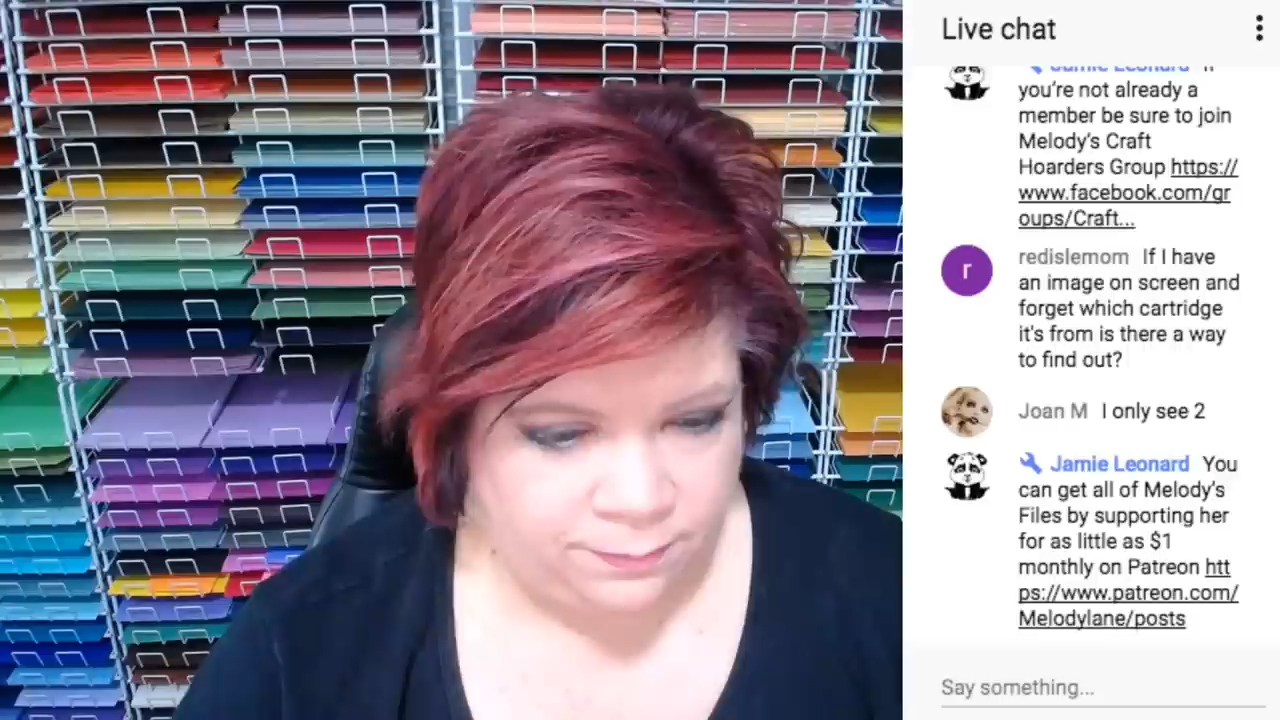 Live chat
Jamie Leonard If
you're not already a
member be sure to join
Melody's Craft
Hoarders Group https://
www.facebook.com/gr
oups/Craft...
r
redislemom If I have
an image on screen and
forget which cartridge
it's from is there a way
to find out?
Joan M I only see 2
Jamie Leonard You
can get all of Melody's
Files by supporting her
for as little as $1
monthly on Patreon htt
ps://www.patreon.com/
Melodylane/posts
Say something...